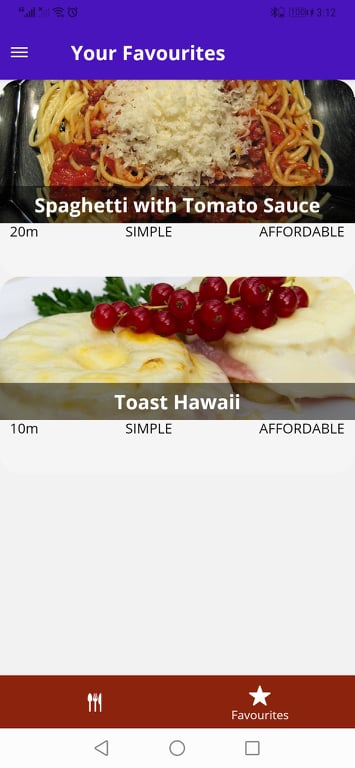 3:12
Your Favourites
Spaghetti with Tomato Sauce
20m SIMPLE AFFORDABLE
Toast Hawaii
10m SIMPLE AFFORDABLE
Favourites